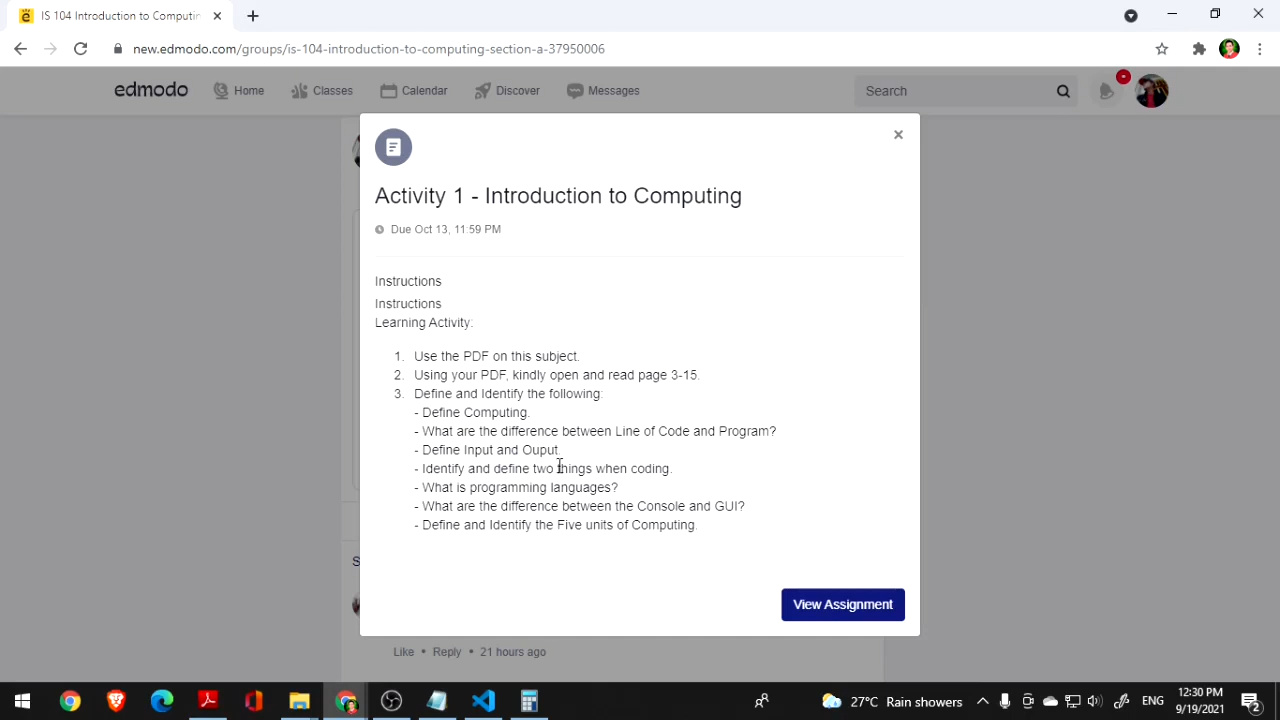 IS 104 Introduction to Computin
new.edmodo.com/groups/is-104-introduction-to-computing-section-a-37950006
edmodo Home Classes Calendar Discover Messages Search
Activity 1 - Introduction to Computing
Due Oct 13, 11:59 PM
Instructions
Instructions
Learning Activity:
1. Use the PDF on this subject.
2. Using your PDF, kindly open and read page 3-15.
3. Define and Identify the following:
- Define Computing.
- What are the difference between Line of Code and Program?
- Define Input and Ouput.
- Identify and define two things when coding.
- What is programming languages?
- What are the difference between the Console and GUI?
- Define and Identify the Five units of Computing.
S
View Assignment
Like • Reply • 21 hours ago
27°C Rain showers ENG 12:30 PM
9/19/2021 2